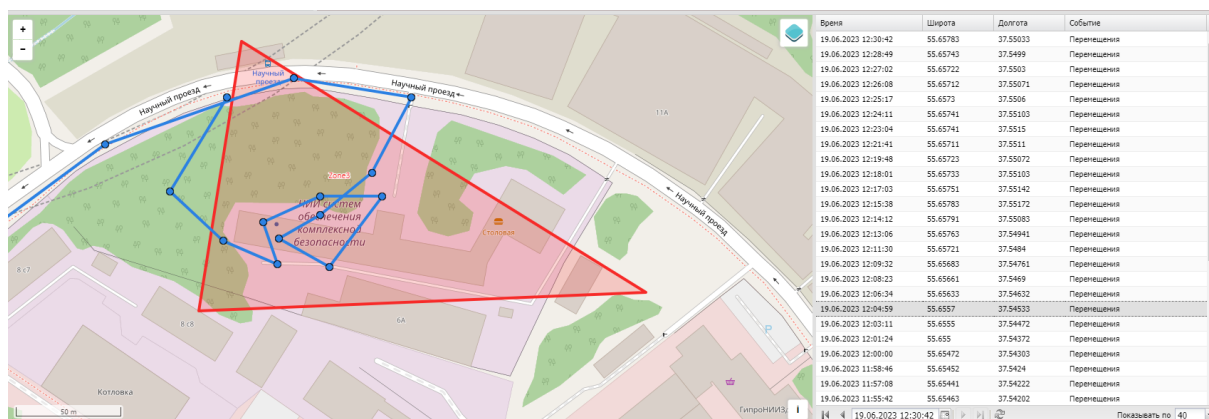 +
-
Научный
проезд
Научный проезд
Научный проезд
11А
Zone3
НИИ систем
обеспечения
комплексной
безопасности
Столовая
Научный проезд
8 с7
8 с8
6А
P
Котловка
ГипроНИИЗд
50 m
i
Время Широта Долгота Событие
19.06.2023 12:30:42 55.65783 37.55033 Перемещения
19.06.2023 12:28:49 55.65743 37.5499 Перемещения
19.06.2023 12:27:02 55.65722 37.5503 Перемещения
19.06.2023 12:26:08 55.65712 37.55071 Перемещения
19.06.2023 12:25:17 55.6573 37.5506 Перемещения
19.06.2023 12:24:11 55.65741 37.55103 Перемещения
19.06.2023 12:23:04 55.65741 37.5515 Перемещения
19.06.2023 12:21:41 55.65711 37.5511 Перемещения
19.06.2023 12:19:48 55.65723 37.55072 Перемещения
19.06.2023 12:18:01 55.65733 37.55103 Перемещения
19.06.2023 12:17:03 55.65751 37.55142 Перемещения
19.06.2023 12:15:38 55.65783 37.55172 Перемещения
19.06.2023 12:14:12 55.65791 37.55083 Перемещения
19.06.2023 12:13:06 55.65763 37.54941 Перемещения
19.06.2023 12:11:30 55.65721 37.5484 Перемещения
19.06.2023 12:09:32 55.65683 37.54761 Перемещения
19.06.2023 12:08:23 55.65661 37.5469 Перемещения
19.06.2023 12:06:34 55.65633 37.54632 Перемещения
19.06.2023 12:04:59 55.6557 37.54533 Перемещения
19.06.2023 12:03:11 55.6555 37.54472 Перемещения
19.06.2023 12:01:24 55.655 37.54372 Перемещения
19.06.2023 12:00:00 55.65472 37.54303 Перемещения
19.06.2023 11:58:46 55.65452 37.5424 Перемещения
19.06.2023 11:57:08 55.65441 37.54222 Перемещения
19.06.2023 11:55:42 55.65463 37.54202 Перемещения
19.06.2023 12:30:42 Показывать по 40